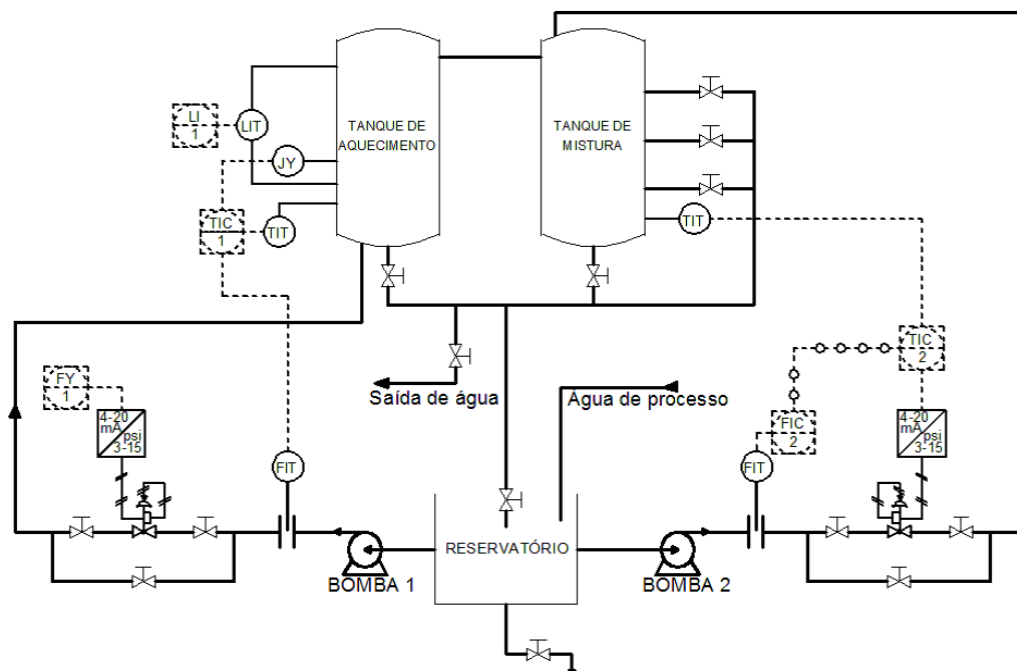 TANQUE DE
AQUECIMENTO
TANQUE DE
MISTURA
LI
1
LIT
JY
TIC
1
TIT
TIT
TIC
2
FY
1
4-20
mA
psi
3-15
Saída de água
Água de processo
FIC
2
4-20
mA
psi
3-15
FIT
FIT
RESERVATÓRIO
BOMBA 1
BOMBA 2